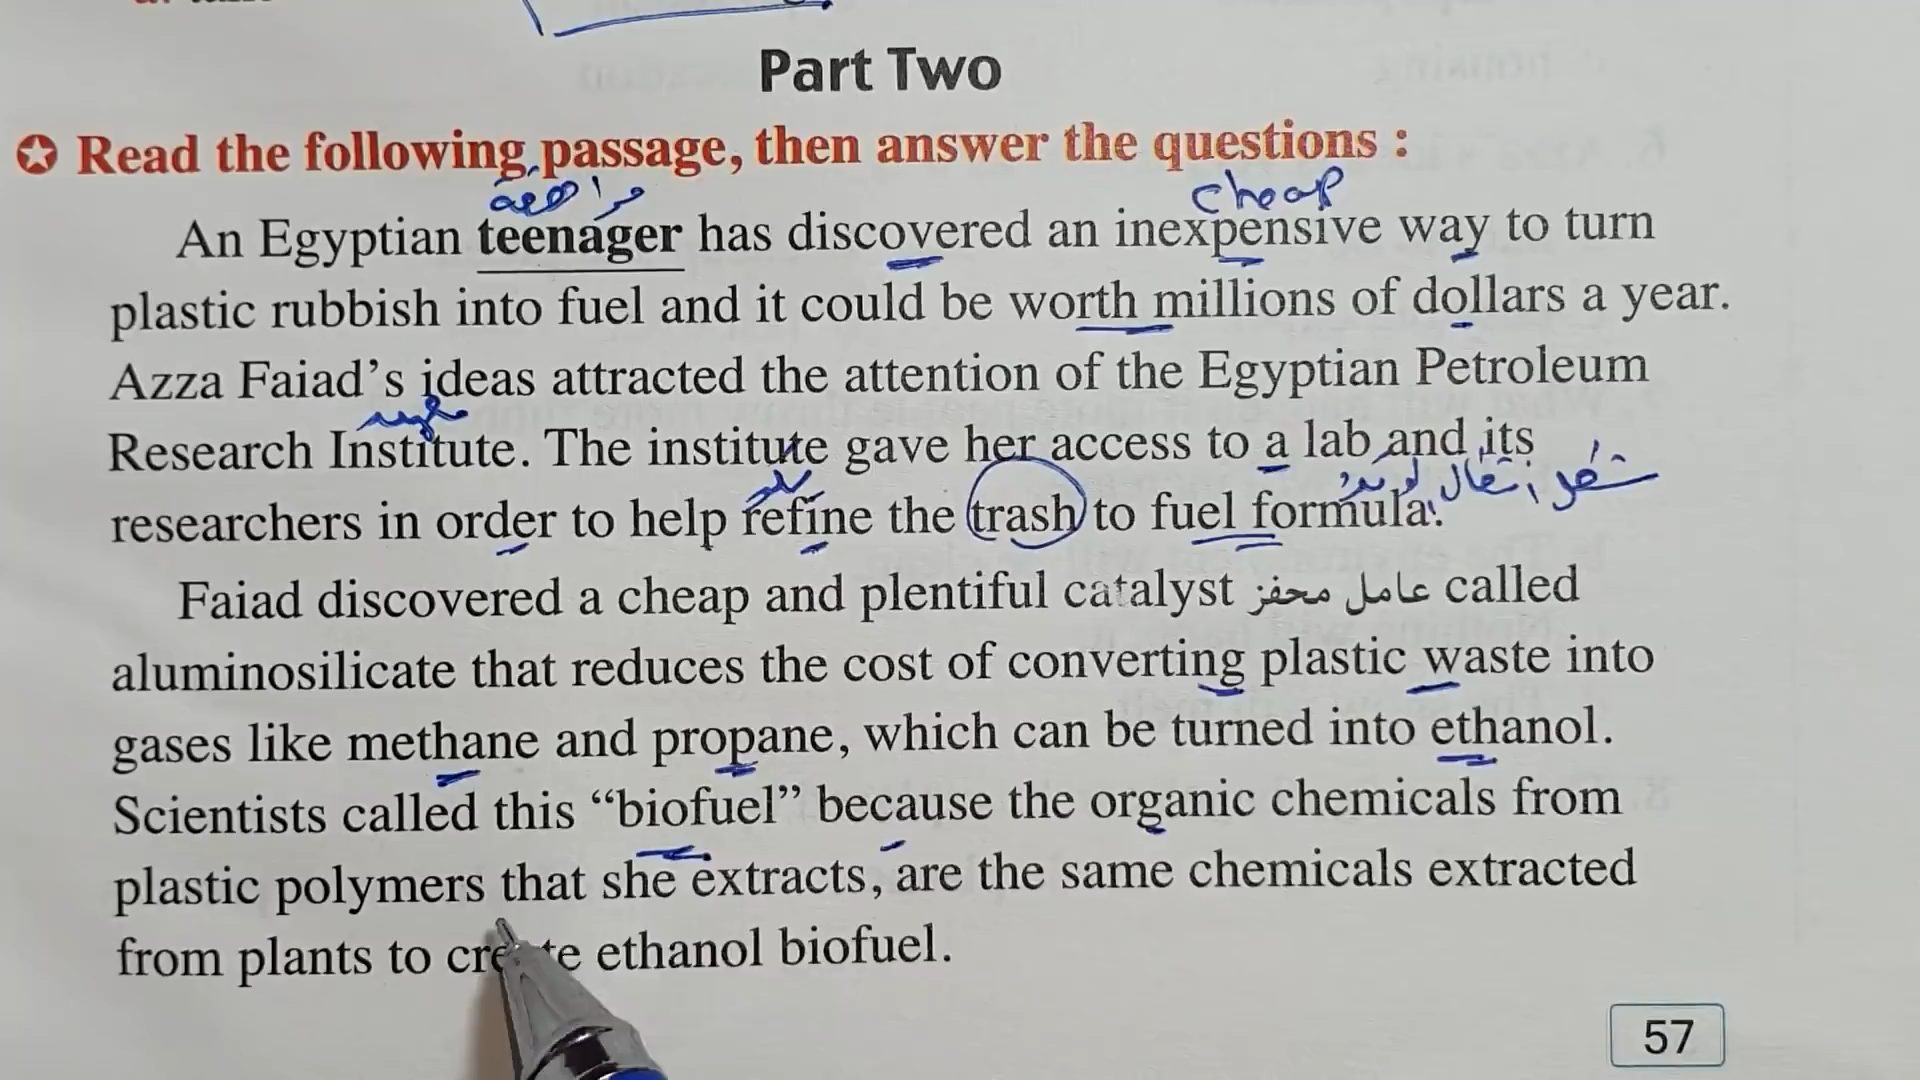 Part Two
Read the following passage, then answer the questions :
cheap
An Egyptian teenager has discovered an inexpensive way to turn
plastic rubbish into fuel and it could be worth millions of dollars a year.
Azza Faiad's ideas attracted the attention of the Egyptian Petroleum
معهد
Research Institute. The institute gave her access to a lab and its
researchers in order to help refine the trash to fuel formula.
Faiad discovered a cheap and plentiful catalyst عامل محفز called
aluminosilicate that reduces the cost of converting plastic waste into
gases like methane and propane, which can be turned into ethanol.
Scientists called this “biofuel” because the organic chemicals from
plastic polymers that she extracts, are the same chemicals extracted
from plants to create ethanol biofuel.
57